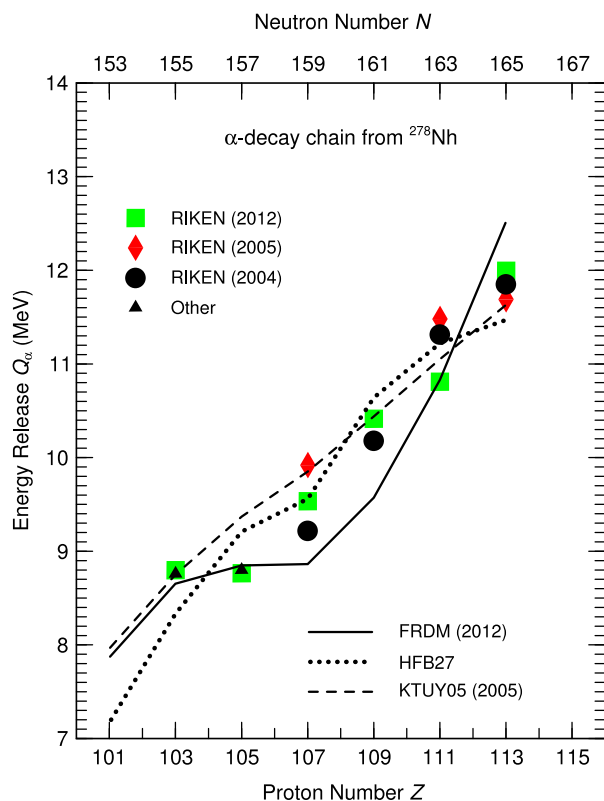 Neutron Number N
153 155 157 159 161 163 165 167
14
13
12
11
10
9
8
7
Energy Release Qα (MeV)
α-decay chain from ²⁷⁸Nh
RIKEN (2012)
RIKEN (2005)
RIKEN (2004)
Other
FRDM (2012)
HFB27
KTUY05 (2005)
101 103 105 107 109 111 113 115
Proton Number Z